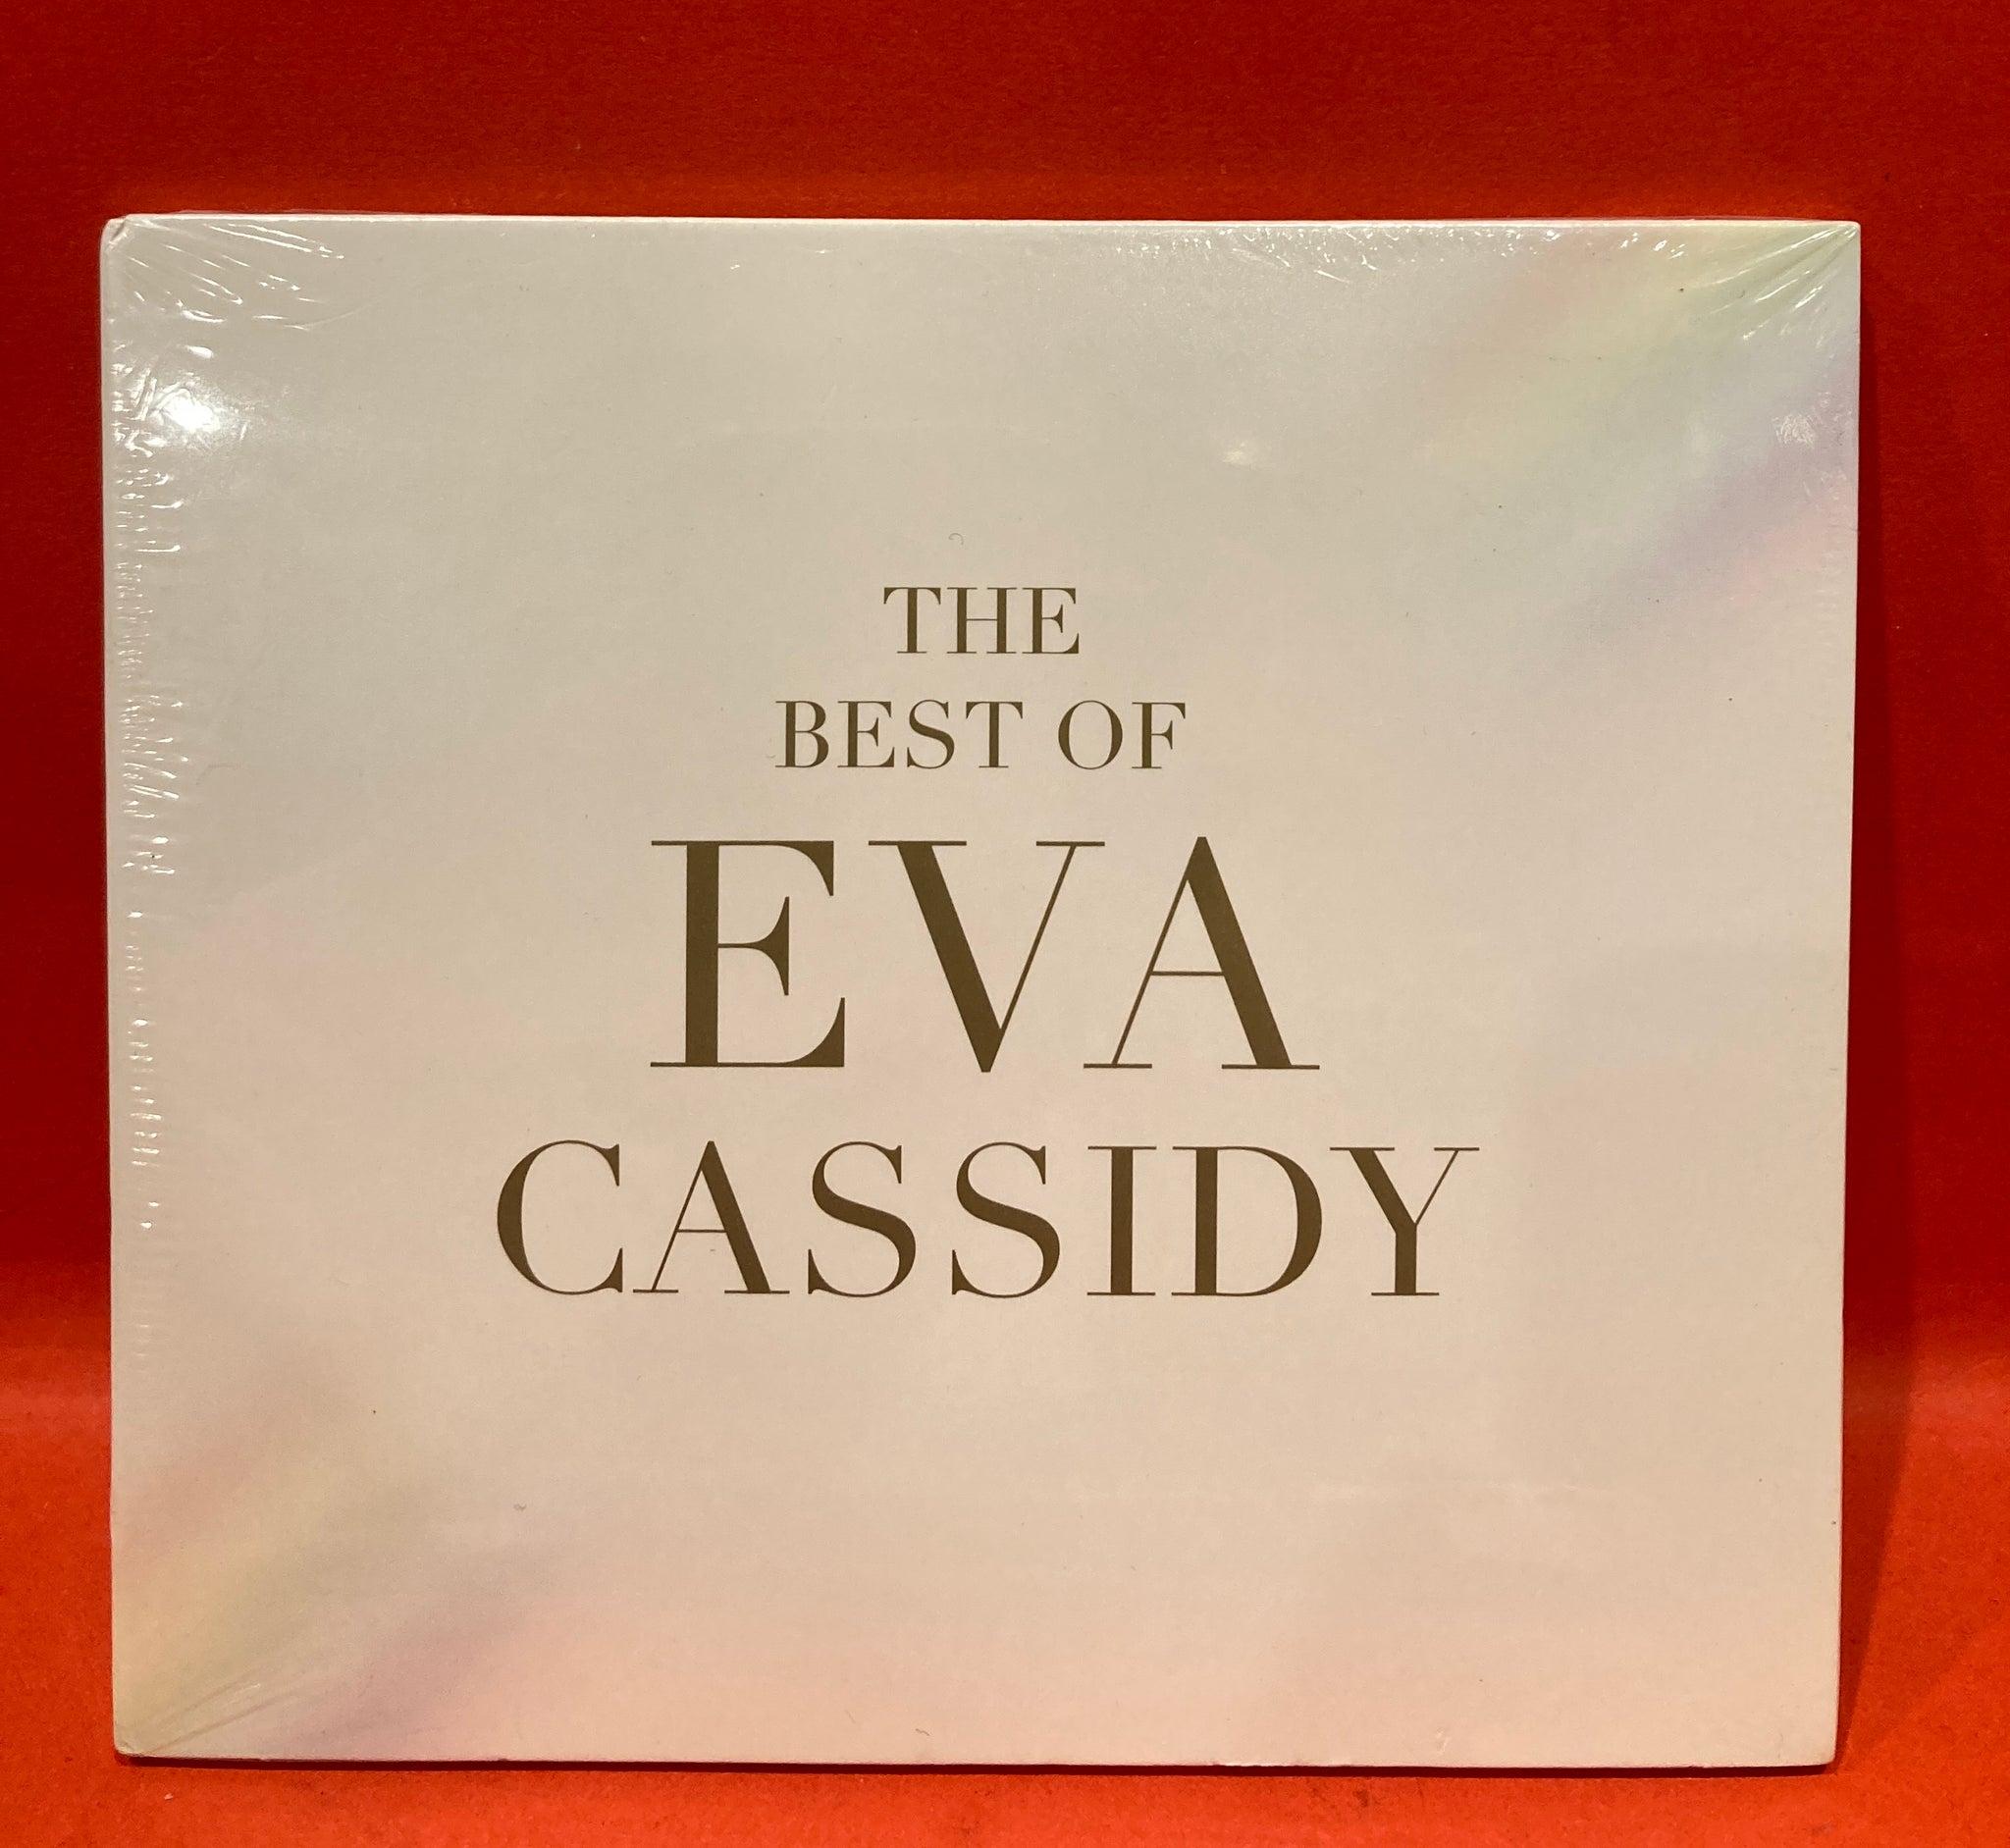 THE
BEST OF
EVA
CASSIDY